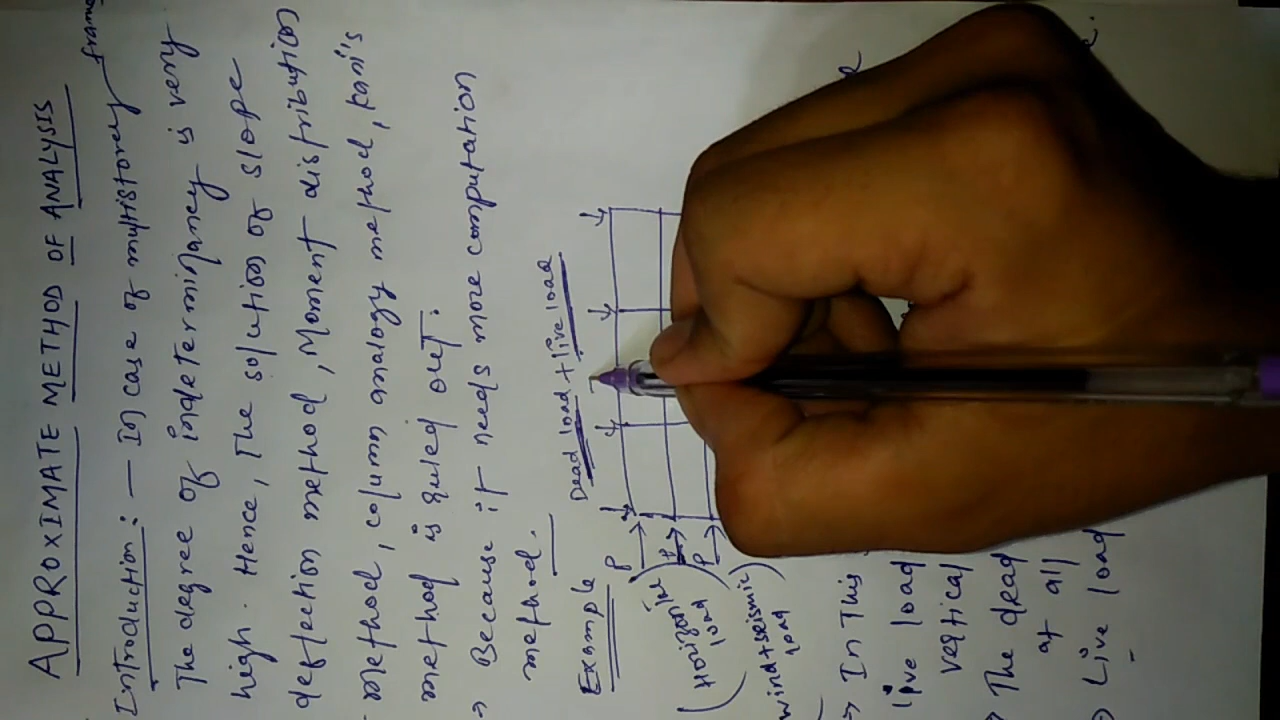 APPROXIMATE METHOD OF ANALYSIS
Introduction:- In case of multistorey frame
The degree of indeterminancy is very
high. Hence, The solution of slope
deflection method, Moment distribution
Method, column analogy method, kani's
method is ruled out.
→ Because it needs more computation
method.
Example
Dead load + live load
P
P
P
(Horizontal load)
(wind+seismic load)
→ In This
live load
vertical
→ The dead
at all
→ Live load